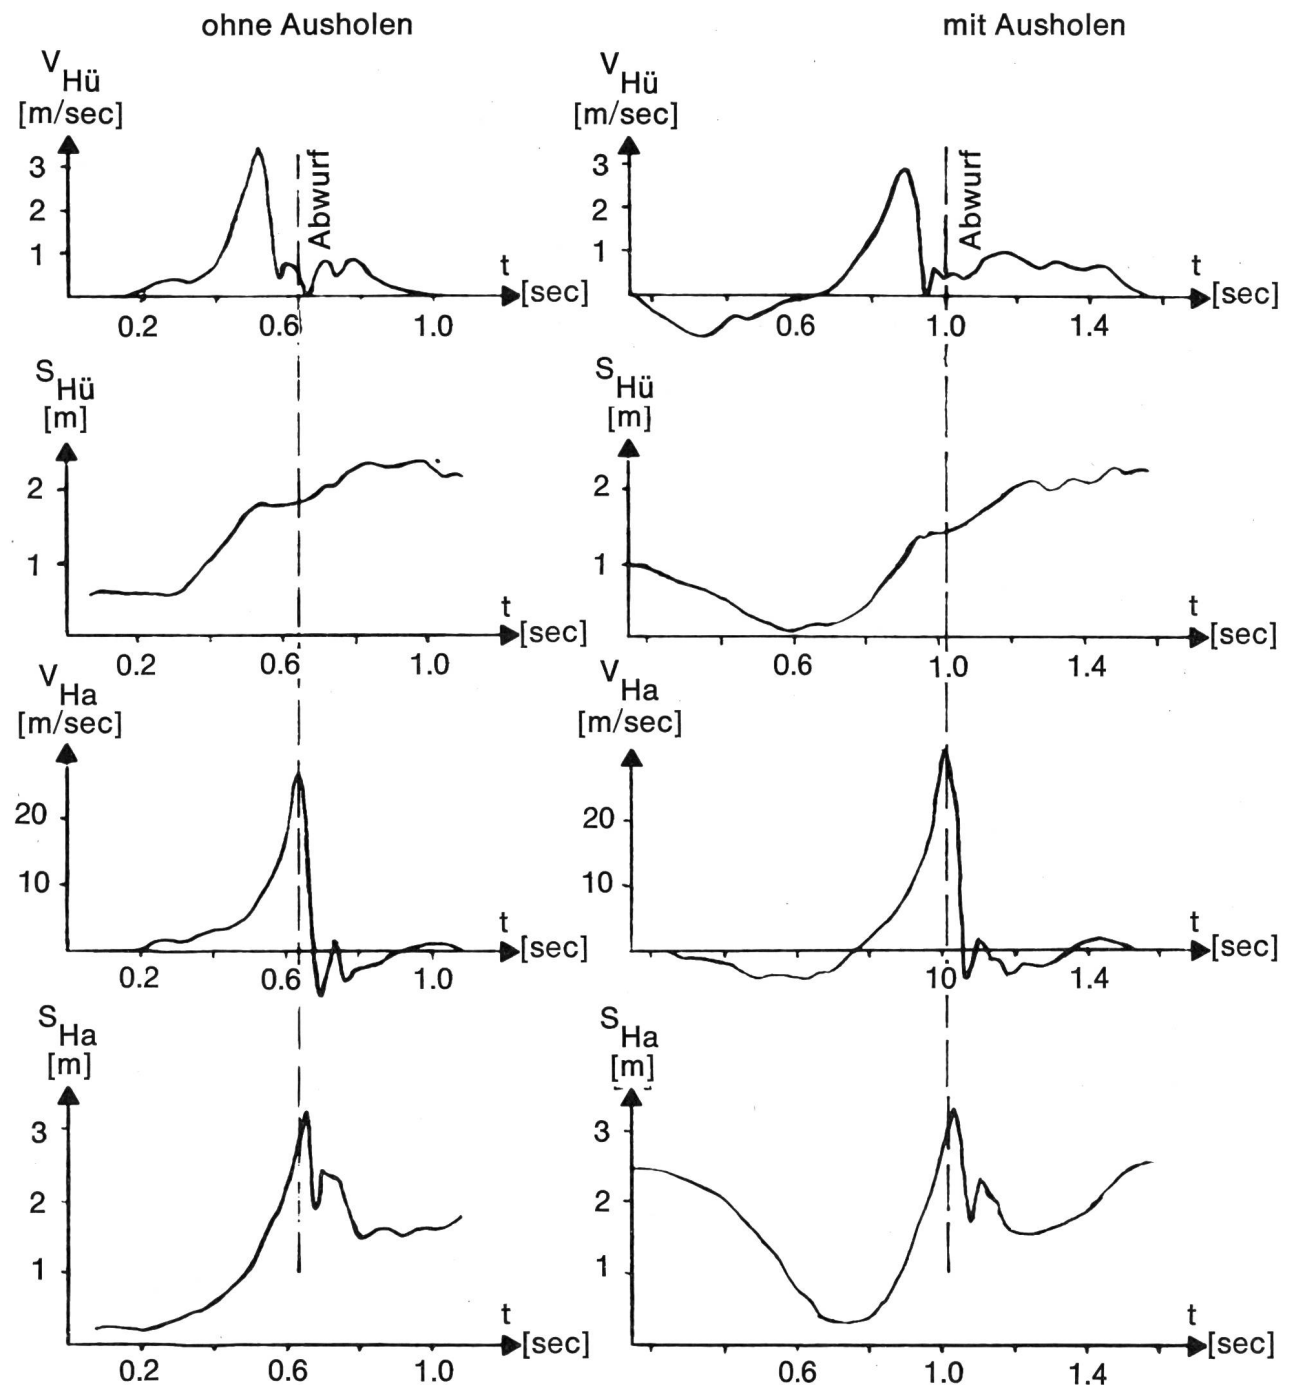 ohne Ausholen
mit Ausholen
V Hü
[m/sec]
3
2
1
Abwurf
t
[sec]
0.2
0.6
1.0
V Hü
[m/sec]
3
2
1
Abwurf
t
[sec]
0.6
1.0
1.4
S Hü
[m]
2
1
t
[sec]
0.2
0.6
1.0
S Hü
[m]
2
1
t
[sec]
0.6
1.0
1.4
V Ha
[m/sec]
20
10
t
[sec]
0.2
0.6
1.0
V Ha
[m/sec]
20
10
t
[sec]
10
1.4
S Ha
[m]
3
2
1
t
[sec]
0.2
0.6
1.0
S Ha
[m]
3
2
1
t
[sec]
0.6
1.0
1.4